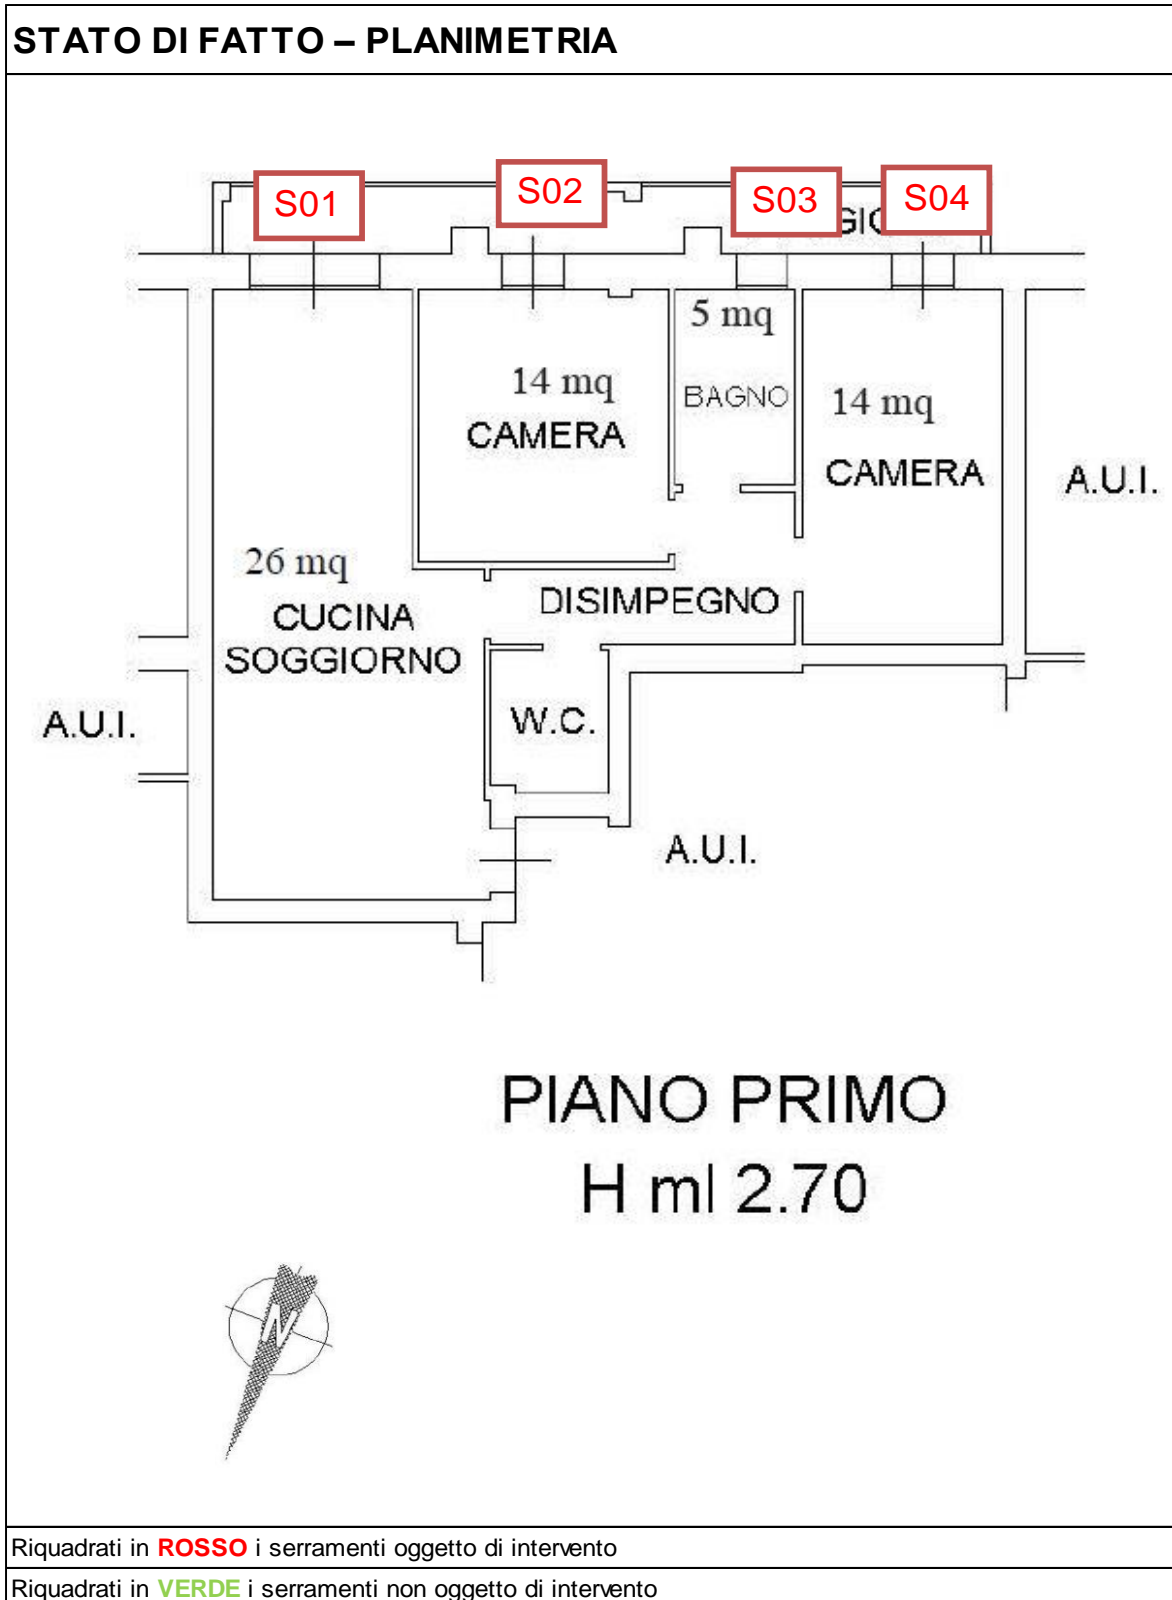 STATO DI FATTO – PLANIMETRIA
S01
S02
S03
S04
5 mq
BAGNO
14 mq
CAMERA
14 mq
CAMERA
A.U.I.
26 mq
CUCINA
SOGGIORNO
DISIMPEGNO
W.C.
A.U.I.
A.U.I.
PIANO PRIMO
H ml 2.70
N
Riquadrati in ROSSO i serramenti oggetto di intervento
Riquadrati in VERDE i serramenti non oggetto di intervento